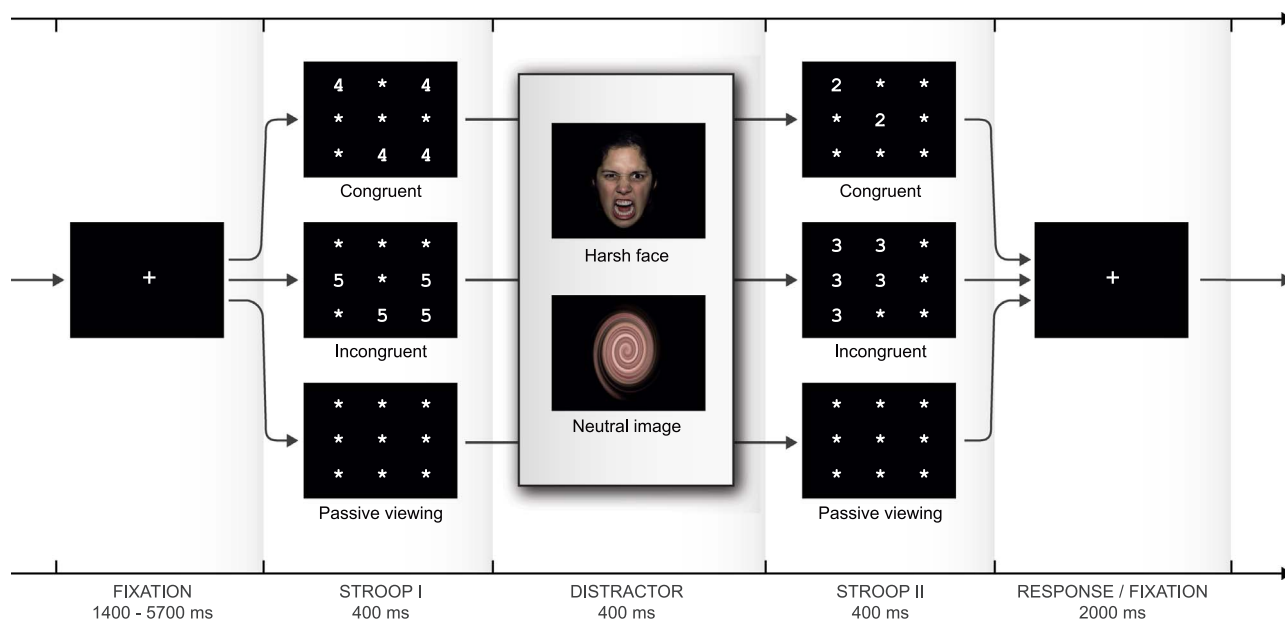 4 * 4
* * *
* 4 4
Congruent
* * *
5 * 5
* 5 5
Incongruent
* * *
* * *
* * *
Passive viewing
+
Harsh face
Neutral image
2 * *
* 2 *
* * *
Congruent
3 3 *
3 3 *
3 * *
Incongruent
* * *
* * *
* * *
Passive viewing
+
FIXATION
1400 - 5700 ms
STROOP I
400 ms
DISTRACTOR
400 ms
STROOP II
400 ms
RESPONSE / FIXATION
2000 ms